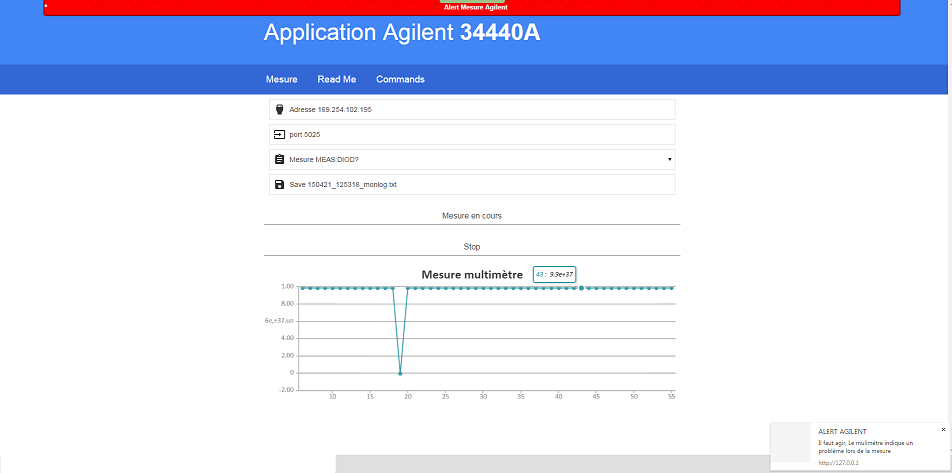 Alert Mesure Agilent
Application Agilent 34440A
Mesure Read Me Commands
Adresse 169.254.102.195
port 5025
Mesure MEAS:DIOD?
Save 150421_125318_monlog.txt
Mesure en cours
Stop
Mesure multimètre
43 : 9.9e+37
1.00
8.00
6e,+37.un
4.00
2.00
0
-2.00
10 15 20 25 30 35 40 45 50 55
ALERT AGILENT
Il faut agir, Le mulimètre indique un
problème lors de la mesure
http://127.0.0.1